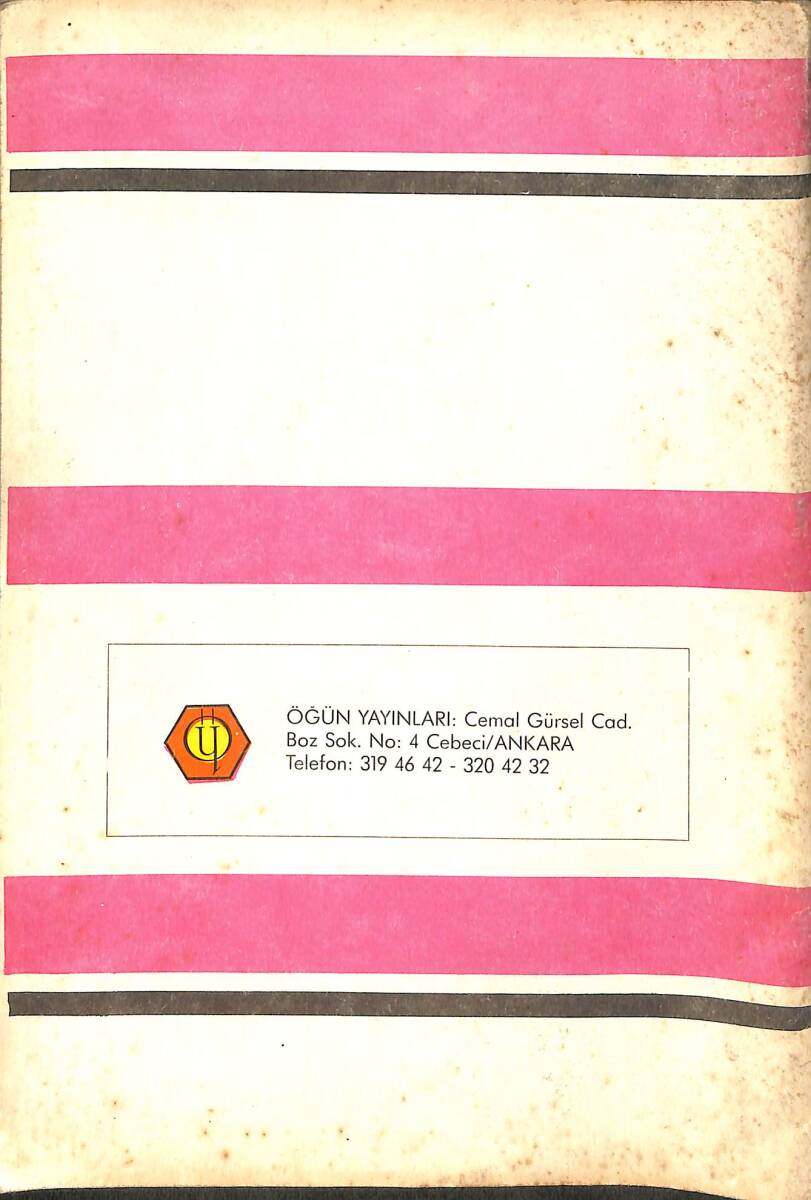 ÖĞÜN YAYINLARI: Cemal Gürsel Cad.
Boz Sok. No: 4 Cebeci/ANKARA
Telefon: 319 46 42 - 320 42 32